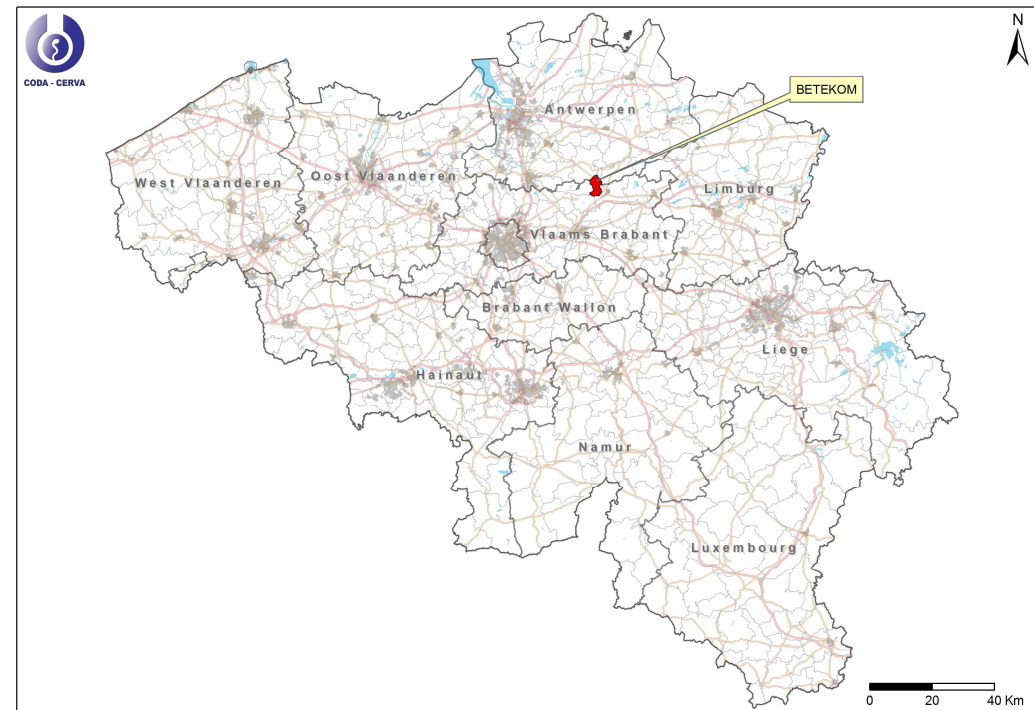 CODA - CERVA
N
BETEKOM
Antwerpen
West Vlaanderen
Oost Vlaanderen
Limburg
Vlaams Brabant
Brabant Wallon
Liege
Hainaut
Namur
Luxembourg
0 20 40 Km